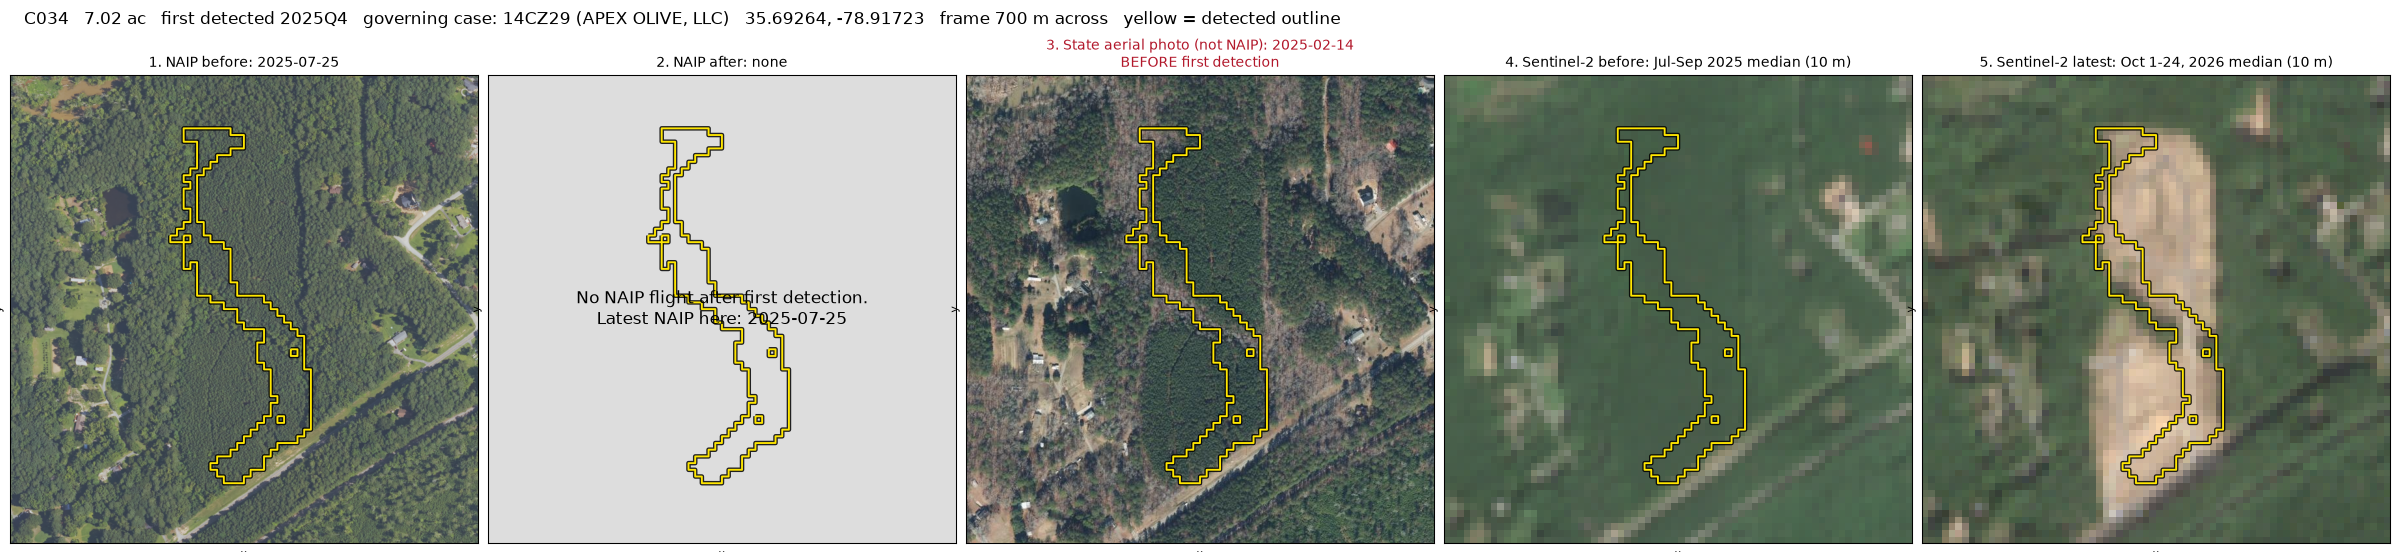 C034   7.02 ac   first detected 2025Q4   governing case: 14CZ29 (APEX OLIVE, LLC)   35.69264, -78.91723   frame 700 m across   yellow = detected outline
1. NAIP before: 2025-07-25
2. NAIP after: none
3. State aerial photo (not NAIP): 2025-02-14
BEFORE first detection
4. Sentinel-2 before: Jul-Sep 2025 median (10 m)
5. Sentinel-2 latest: Oct 1-24, 2026 median (10 m)
No NAIP flight after first detection.
Latest NAIP here: 2025-07-25